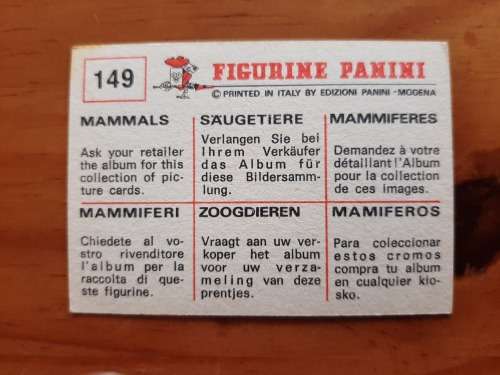 149
FIGURINE PANINI
© PRINTED IN ITALY BY EDIZIONI PANINI - MODENA
MAMMALS
Ask your retailer
the album for this
collection of pic-
ture cards.
SÄUGETIERE
Verlangen Sie bei
Ihrem Verkäufer
das Album für
diese Bildersamm-
lung.
MAMMIFERES
Demandez à votre
détaillant l'Album
pour la collection
de ces images.
MAMMIFERI
Chiedete al vo-
stro rivenditore
l'album per la
raccolta di que-
ste figurine.
ZOOGDIEREN
Vraagt aan uw ver-
koper het album
voor uw verza-
meling van deze
prentjes.
MAMIFEROS
Para coleccionar
estos cromos
compra tu album
en cualquier kio-
sko.